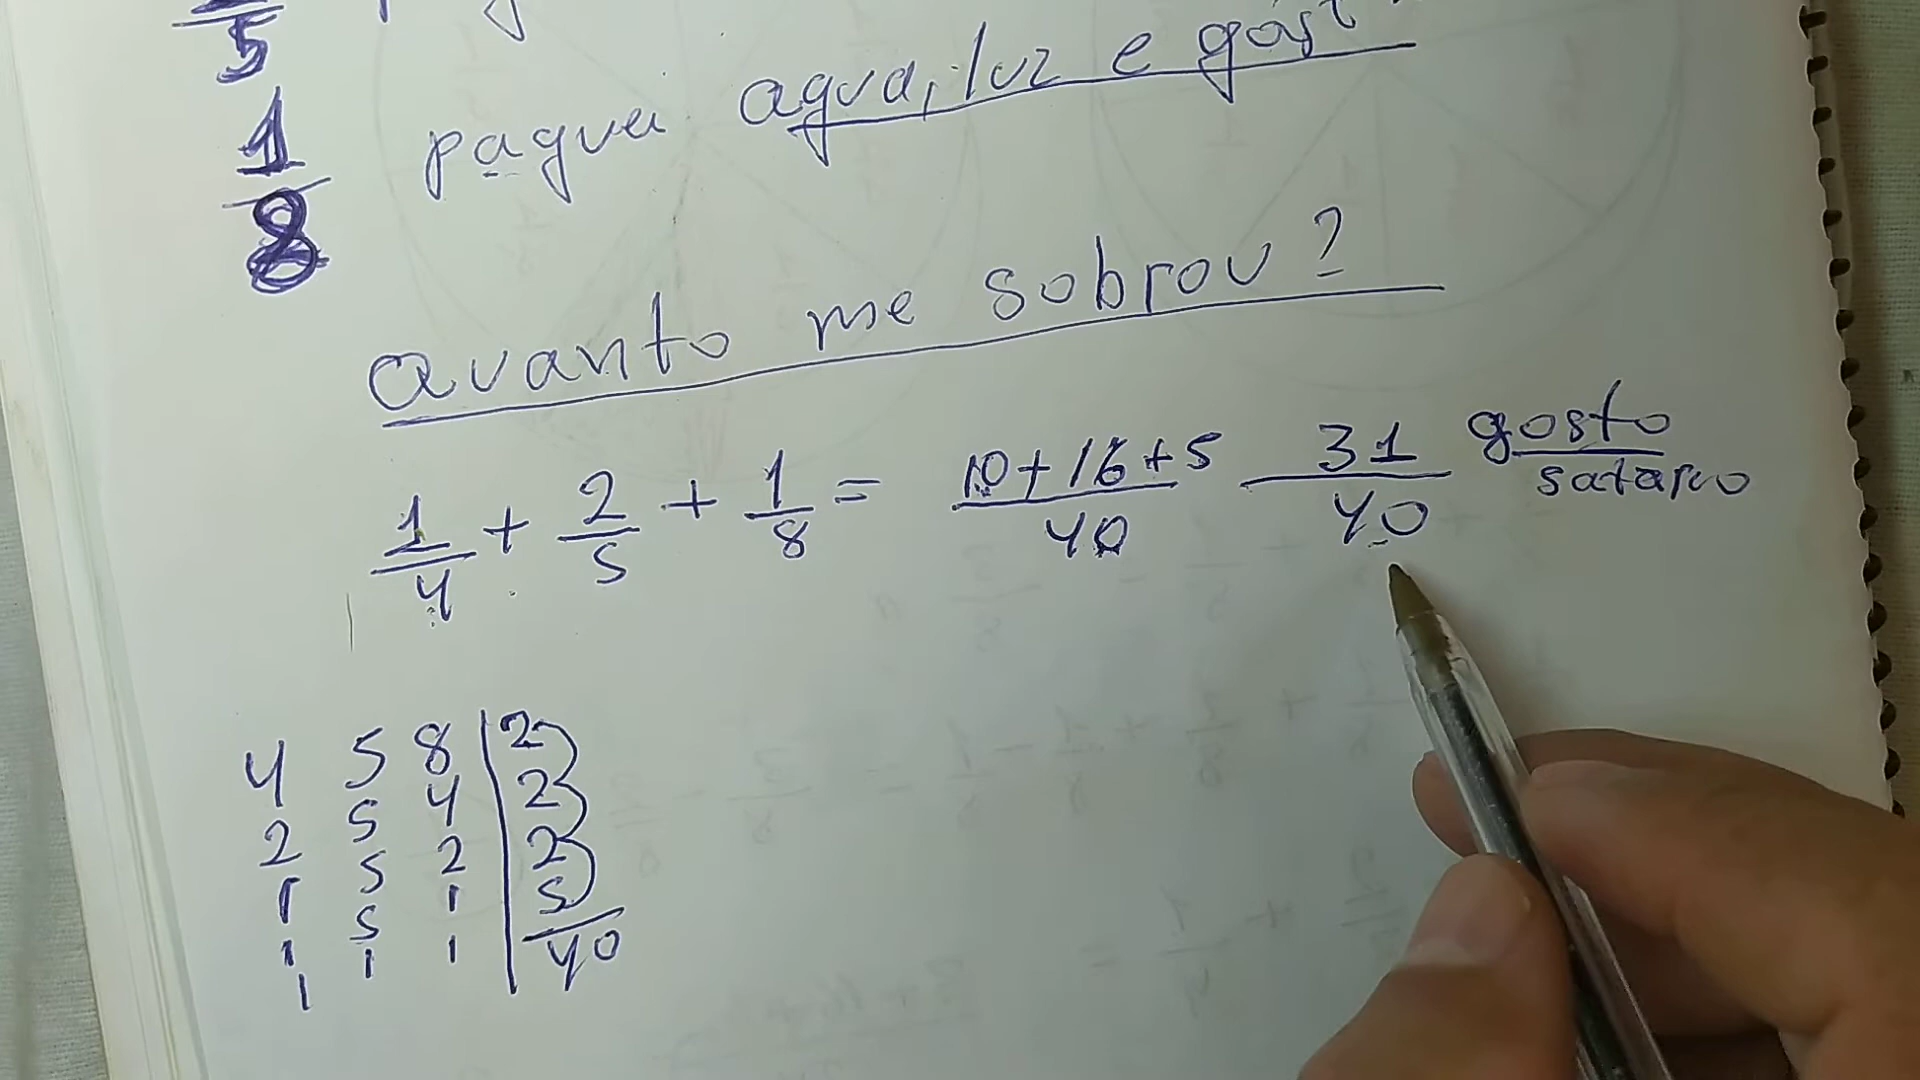 5
1/8 paguei agua, luz e gast
Quanto me sobrou?
1/4 + 2/5 + 1/8 = 10+16+5/40 31/40 gasto
salario
4 5 8 | 2
2 5 4 | 2
1 5 2 | 2
1 5 1 | 5
1 1 1 | 40